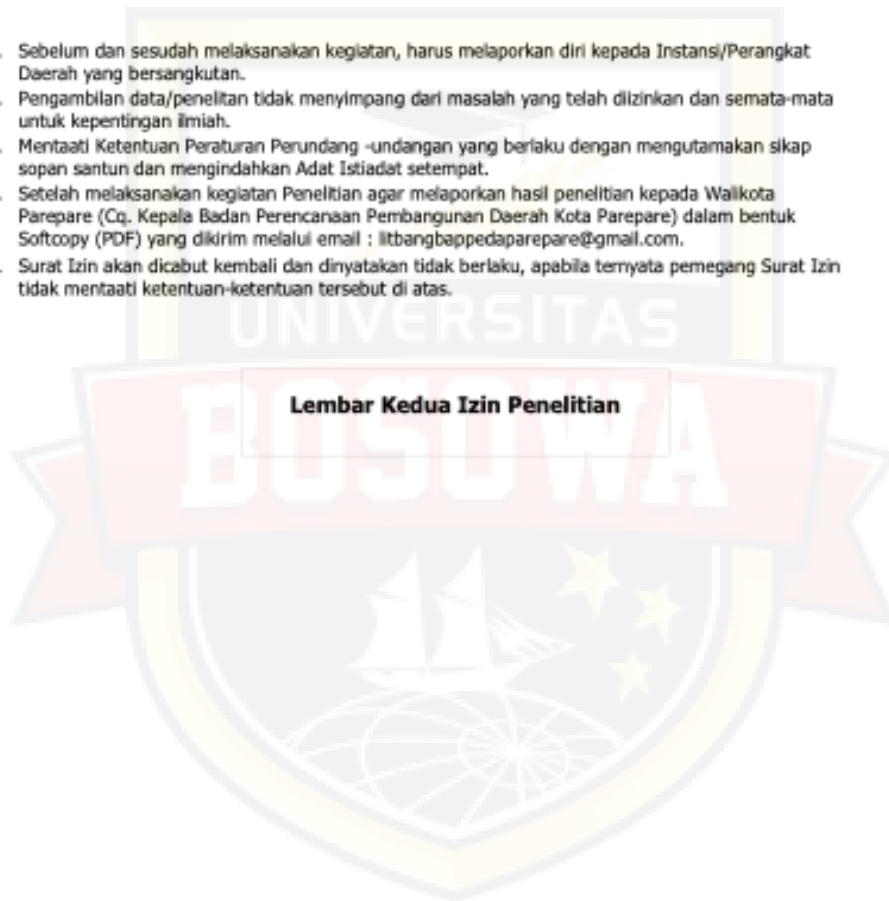 . Sebelum dan sesudah melaksanakan kegiatan, harus melaporkan diri kepada Instansi/Perangkat
Daerah yang bersangkutan.
. Pengambilan data/penelitan tidak menyimpang dari masalah yang telah diizinkan dan semata-mata
untuk kepentingan ilmiah.
. Mentaati Ketentuan Peraturan Perundang -undangan yang berlaku dengan mengutamakan sikap
sopan santun dan mengindahkan Adat Istiadat setempat.
. Setelah melaksanakan kegiatan Penelitian agar melaporkan hasil penelitian kepada Walikota
Parepare (Cq. Kepala Badan Perencanaan Pembangunan Daerah Kota Parepare) dalam bentuk
Softcopy (PDF) yang dikirim melalui email : litbangbappedaparepare@gmail.com.
. Surat Izin akan dicabut kembali dan dinyatakan tidak berlaku, apabila ternyata pemegang Surat Izin
tidak mentaati ketentuan-ketentuan tersebut di atas.
UNIVERSITAS
Lembar Kedua Izin Penelitian
BOSOWA